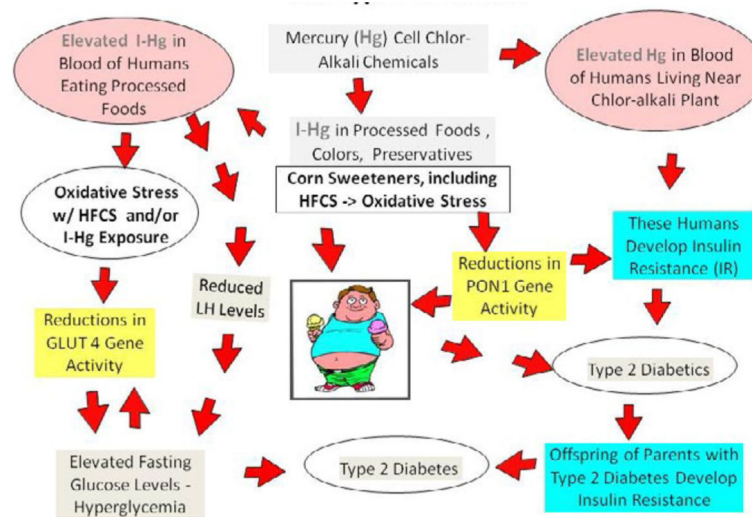 Elevated I-Hg in
Blood of Humans
Eating Processed
Foods
Mercury (Hg) Cell Chlor-
Alkali Chemicals
Elevated Hg in Blood
of Humans Living Near
Chlor-alkali Plant
I-Hg in Processed Foods ,
Colors, Preservatives
Corn Sweeteners, including
HFCS -> Oxidative Stress
Oxidative Stress
w/ HFCS and/or
I-Hg Exposure
These Humans
Develop Insulin
Resistance (IR)
Reduced
LH Levels
Reductions in
PON1 Gene
Activity
Reductions in
GLUT 4 Gene
Activity
Type 2 Diabetics
Elevated Fasting
Glucose Levels -
Hyperglycemia
Type 2 Diabetes
Offspring of Parents with
Type 2 Diabetes Develop
Insulin Resistance